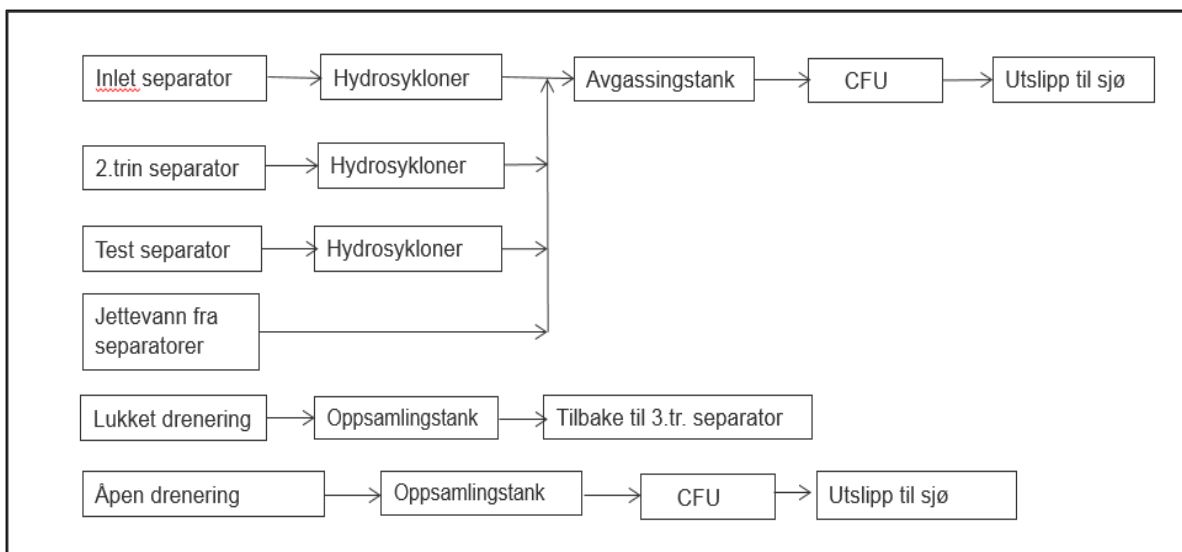 Inlet separator
Hydrosykloner
Avgassingstank
CFU
Utslipp til sjø
2.trin separator
Hydrosykloner
Test separator
Hydrosykloner
Jettevann fra
separatorer
Lukket drenering
Oppsamlingstank
Tilbake til 3.tr. separator
Åpen drenering
Oppsamlingstank
CFU
Utslipp til sjø